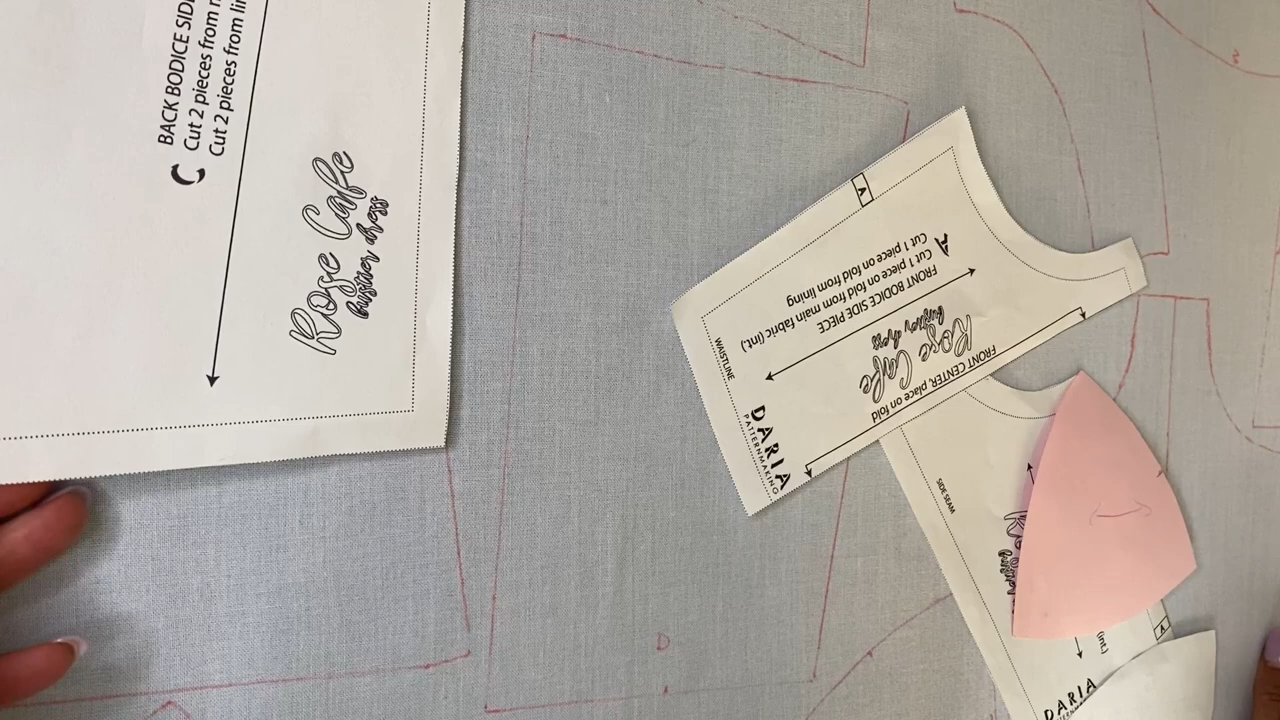 BACK BODICE SIDE
Cut 2 pieces from
Cut 2 pieces from
Rose Cafe
bustier dress
A
A
FRONT BODICE SIDE PIECE
Cut 1 piece on fold from main fabric (int.)
Cut 1 piece on fold from lining
Rose Cafe
bustier dress
FRONT CENTER, place on fold
WAISTLINE
DARIA
PATTERNMAKING
SIDE SEAM
(int.)
A
DARIA
D